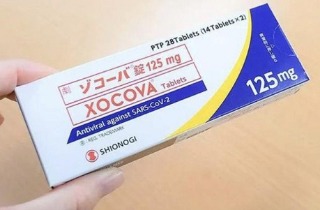 PTP 28Tablets (14Tablets×2)
ゾコーバ錠125mg
XOCOVA
Tablets
Antiviral against SARS-CoV-2
TRADEMARK
SHIONOGI
125mg